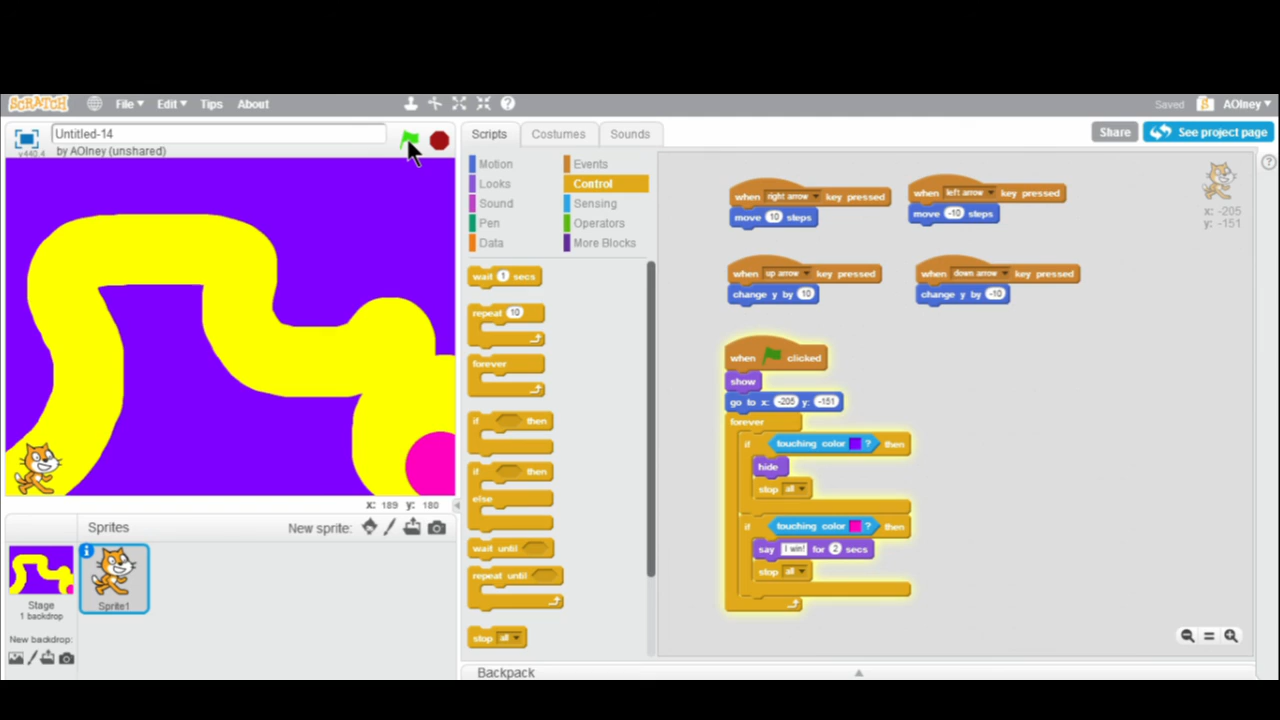 SCRATCH File Edit Tips About Saved AOlney
Untitled-14
by AOlney (unshared)
v440.4
Scripts Costumes Sounds Share See project page
Motion Events
Looks Control
Sound Sensing
Pen Operators
Data More Blocks
wait 1 secs
repeat 10
forever
if then
if then
else
wait until
repeat until
stop all
when right arrow key pressed
move 10 steps
when left arrow key pressed
move -10 steps
when up arrow key pressed
change y by 10
when down arrow key pressed
change y by -10
when clicked
show
go to x: -205 y: -151
forever
if touching color ? then
hide
stop all
if touching color ? then
say I win! for 2 secs
stop all
x: -205
y: -151
x: 189 y: 180
Sprites New sprite:
Stage
1 backdrop
New backdrop:
Sprite1
Backpack